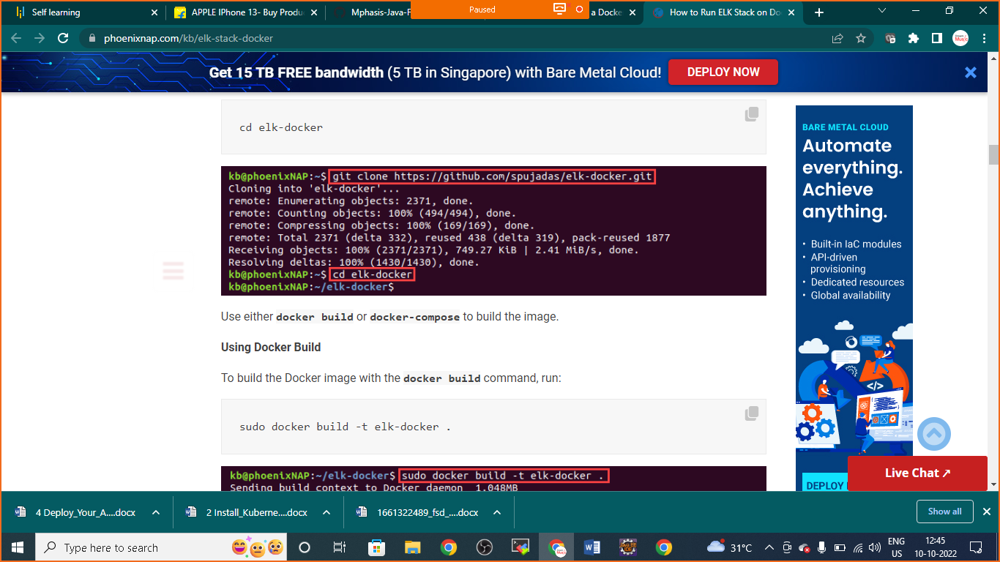 Self learning
APPLE IPhone 13- Buy Produ
Mphasis-Java-F
Paused
a Docke
How to Run ELK Stack on Do
phoenixnap.com/kb/elk-stack-docker
Get 15 TB FREE bandwidth (5 TB in Singapore) with Bare Metal Cloud!
DEPLOY NOW
cd elk-docker
kb@phoenixNAP:~$ git clone https://github.com/spujadas/elk-docker.git
Cloning into 'elk-docker'...
remote: Enumerating objects: 2371, done.
remote: Counting objects: 100% (494/494), done.
remote: Compressing objects: 100% (169/169), done.
remote: Total 2371 (delta 332), reused 438 (delta 319), pack-reused 1877
Receiving objects: 100% (2371/2371), 749.27 KiB | 2.41 MiB/s, done.
Resolving deltas: 100% (1430/1430), done.
kb@phoenixNAP:~$ cd elk-docker
kb@phoenixNAP:~/elk-docker$
Use either docker build or docker-compose to build the image.
Using Docker Build
To build the Docker image with the docker build command, run:
sudo docker build -t elk-docker .
kb@phoenixNAP:~/elk-docker$ sudo docker build -t elk-docker .
Sending build context to Docker daemon 1.048MB
BARE METAL CLOUD
Automate
everything.
Achieve
anything.
• Built-in IaC modules
• API-driven
provisioning
• Dedicated resources
• Global availability
</>
DEPLOY
Live Chat ↗
4 Deploy_Your_A....docx
2 Install_Kuberne....docx
1661322489_fsd_....docx
Show all
Type here to search
31°C
ENG
US
12:45
10-10-2022